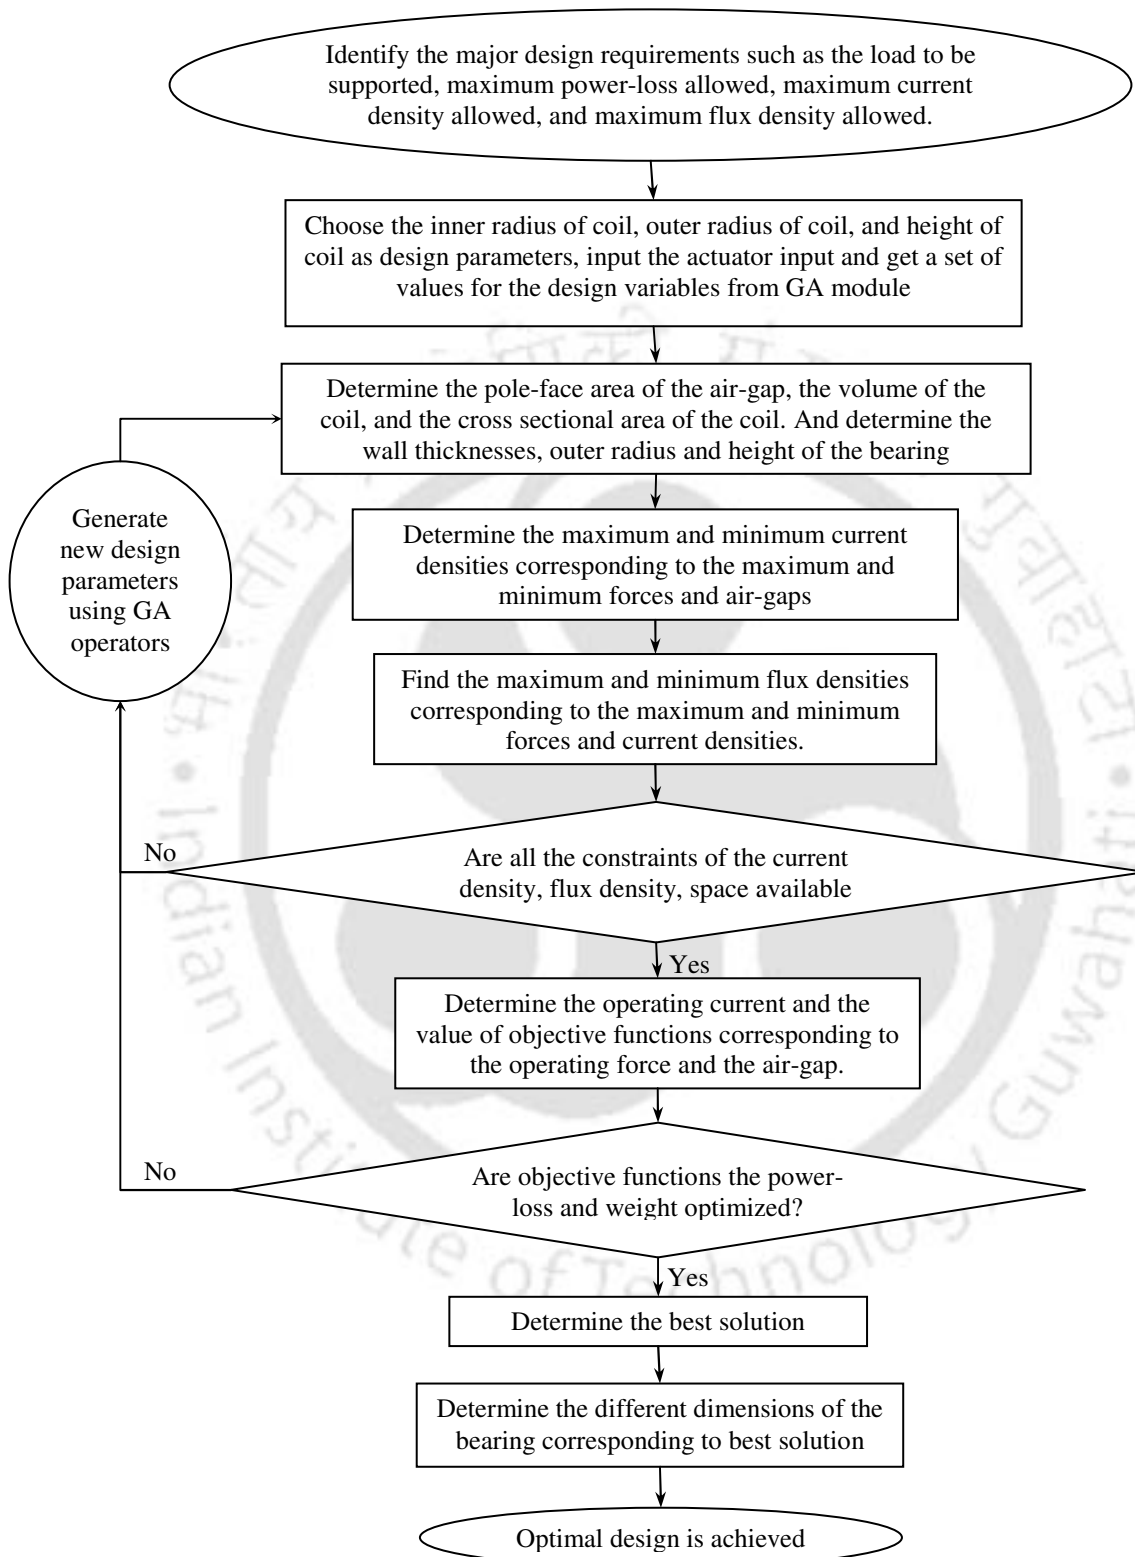 Identify the major design requirements such as the load to be
supported, maximum power-loss allowed, maximum current
density allowed, and maximum flux density allowed.
Choose the inner radius of coil, outer radius of coil, and height of
coil as design parameters, input the actuator input and get a set of
values for the design variables from GA module
Determine the pole-face area of the air-gap, the volume of the
coil, and the cross sectional area of the coil. And determine the
wall thicknesses, outer radius and height of the bearing
Generate
new design
parameters
using GA
operators
Determine the maximum and minimum current
densities corresponding to the maximum and
minimum forces and air-gaps
Find the maximum and minimum flux densities
corresponding to the maximum and minimum
forces and current densities.
No
Are all the constraints of the current
density, flux density, space available
Yes
Determine the operating current and the
value of objective functions corresponding to
the operating force and the air-gap.
No
Are objective functions the power-
loss and weight optimized?
Yes
Determine the best solution
Determine the different dimensions of the
bearing corresponding to best solution
Optimal design is achieved
Indian Institute of Technology Guwahati